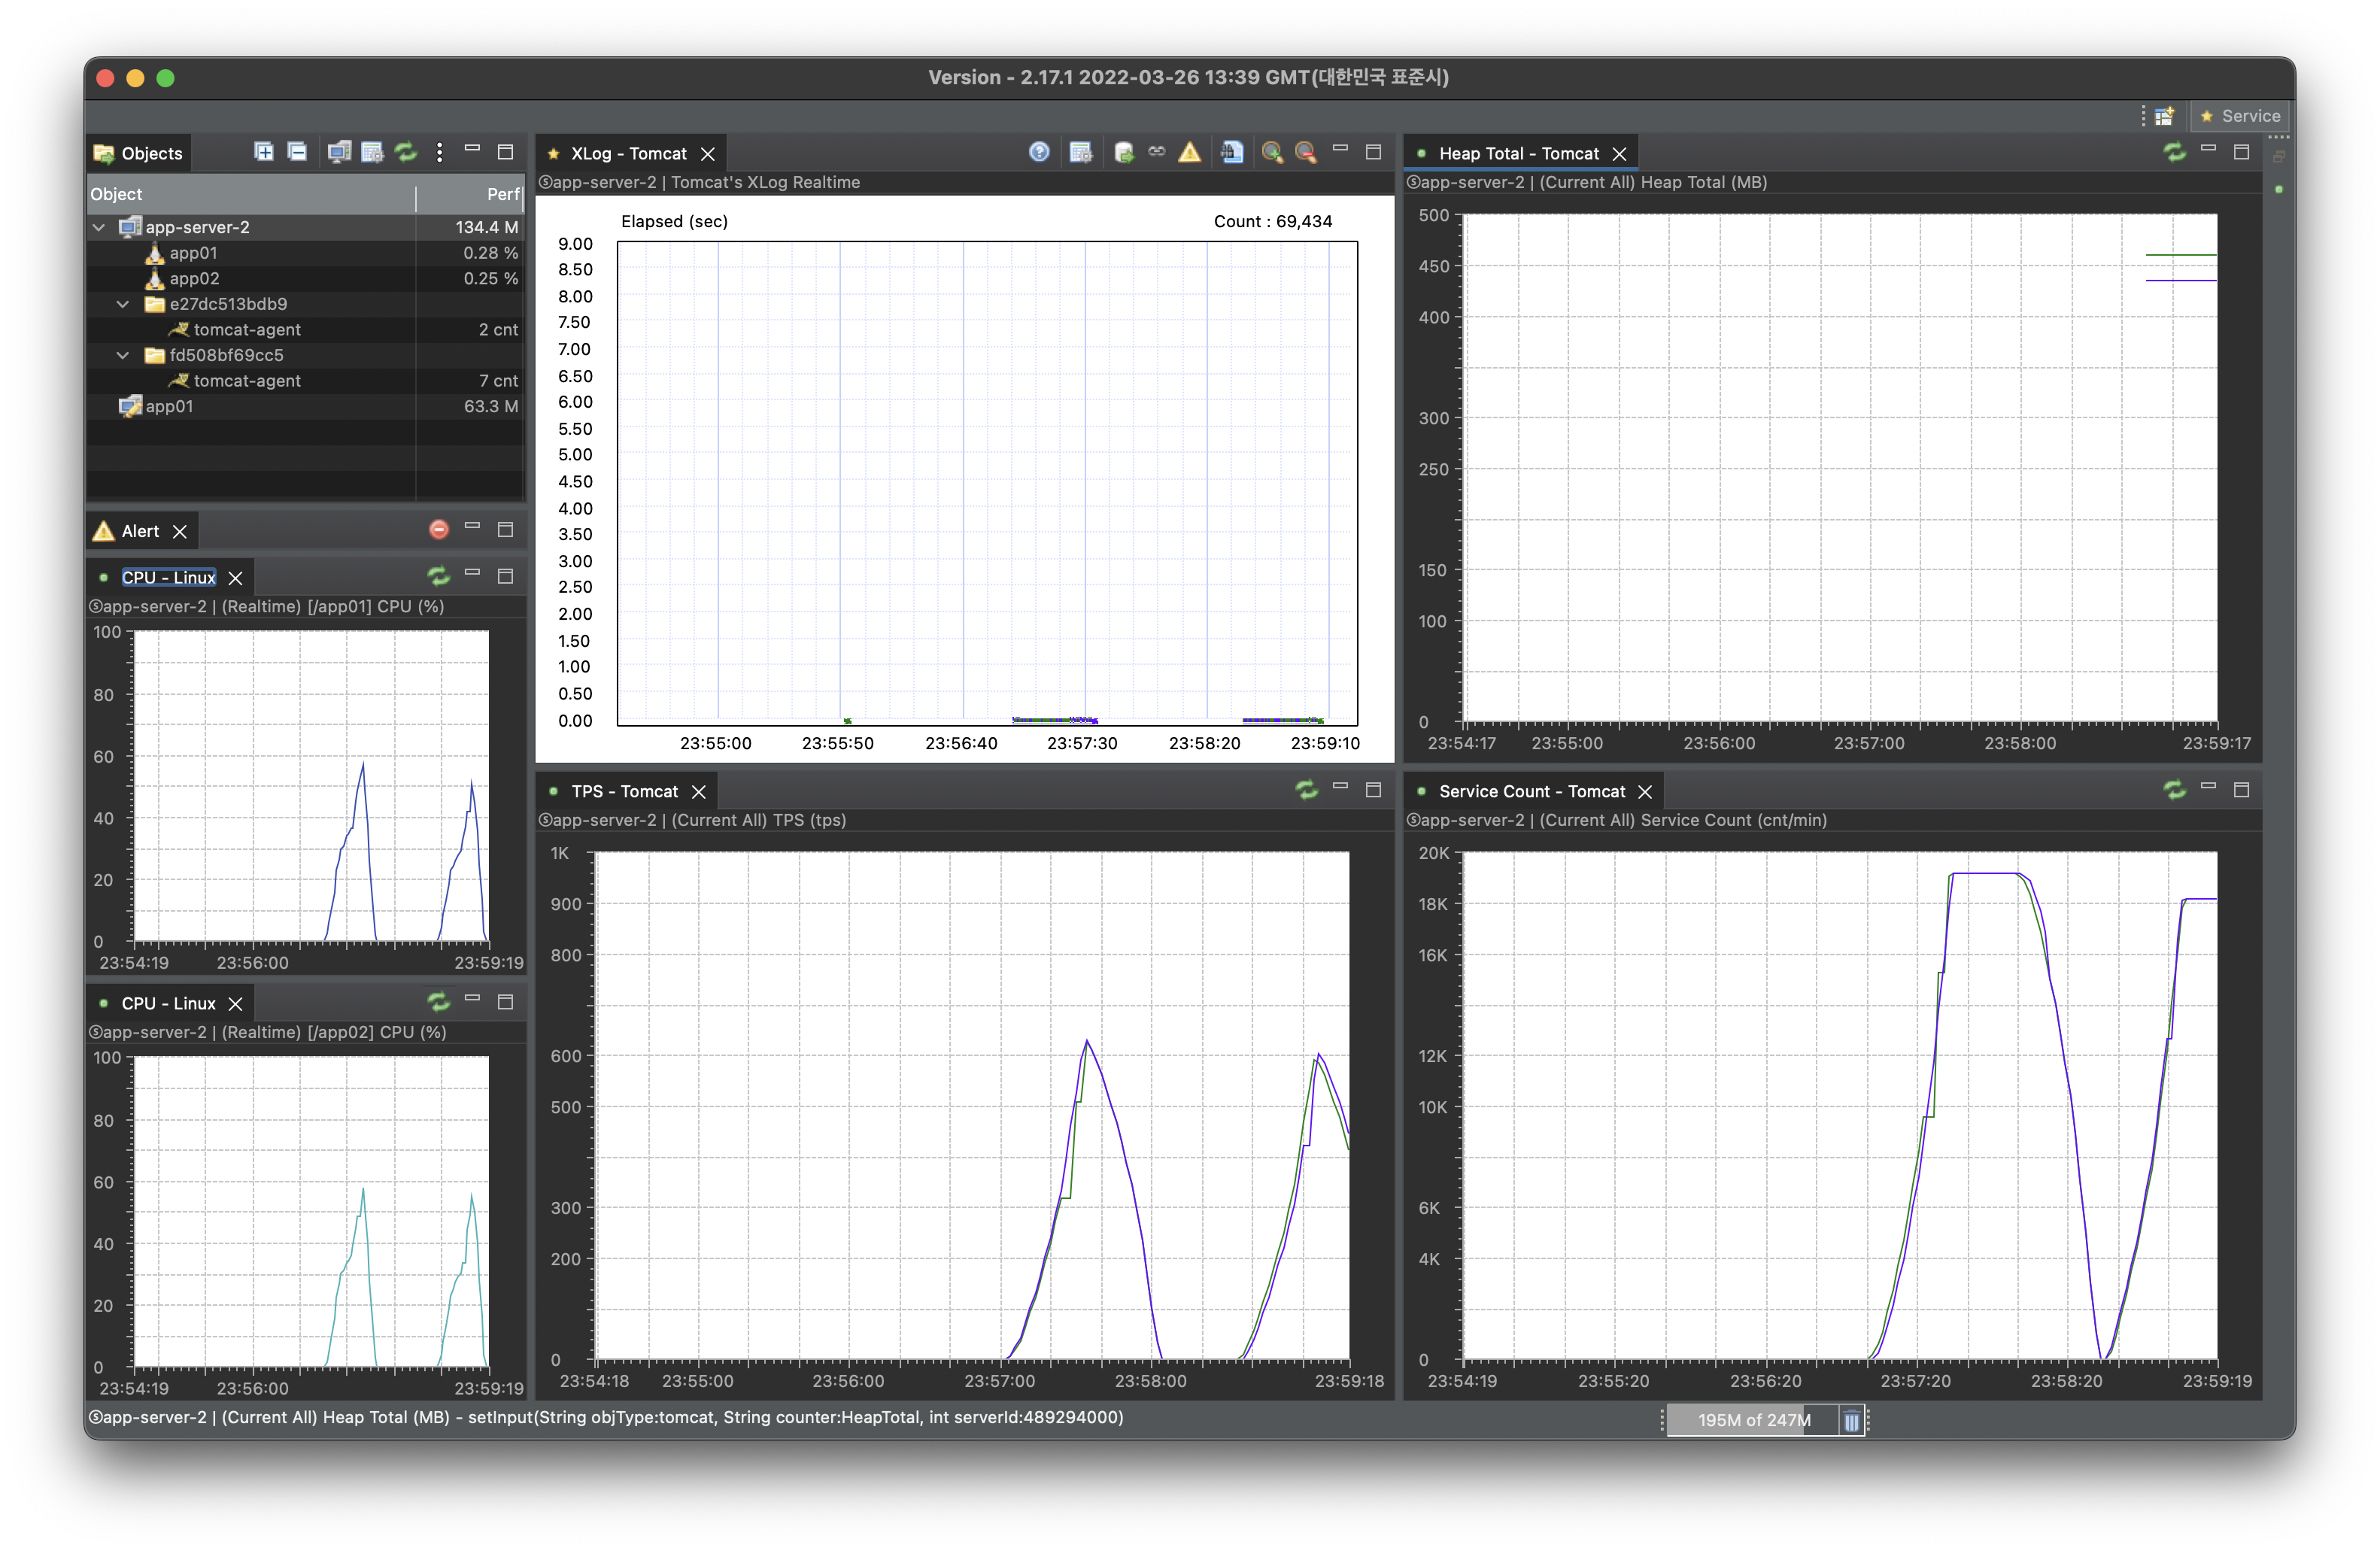 Version - 2.17.1 2022-03-26 13:39 GMT(대한민국 표준시)
Service
Objects
Object Perf
app-server-2 134.4 M
app01 0.28 %
app02 0.25 %
e27dc513bdb9
tomcat-agent 2 cnt
fd508bf69cc5
tomcat-agent 7 cnt
app01 63.3 M
Alert
CPU - Linux
Ⓢapp-server-2 | (Realtime) [/app01] CPU (%)
100
80
60
40
20
0
23:54:19 23:56:00 23:59:19
CPU - Linux
Ⓢapp-server-2 | (Realtime) [/app02] CPU (%)
100
80
60
40
20
0
23:54:19 23:56:00 23:59:19
XLog - Tomcat
Ⓢapp-server-2 | Tomcat's XLog Realtime
Elapsed (sec) Count : 69,434
9.00
8.50
8.00
7.50
7.00
6.50
6.00
5.50
5.00
4.50
4.00
3.50
3.00
2.50
2.00
1.50
1.00
0.50
0.00
23:55:00 23:55:50 23:56:40 23:57:30 23:58:20 23:59:10
Heap Total - Tomcat
Ⓢapp-server-2 | (Current All) Heap Total (MB)
500
450
400
300
250
150
100
0
23:54:17 23:55:00 23:56:00 23:57:00 23:58:00 23:59:17
TPS - Tomcat
Ⓢapp-server-2 | (Current All) TPS (tps)
1K
900
800
600
500
300
200
0
23:54:18 23:55:00 23:56:00 23:57:00 23:58:00 23:59:18
Service Count - Tomcat
Ⓢapp-server-2 | (Current All) Service Count (cnt/min)
20K
18K
16K
12K
10K
6K
4K
0
23:54:19 23:55:20 23:56:20 23:57:20 23:58:20 23:59:19
Ⓢapp-server-2 | (Current All) Heap Total (MB) - setInput(String objType:tomcat, String counter:HeapTotal, int serverId:489294000)
195M of 247M